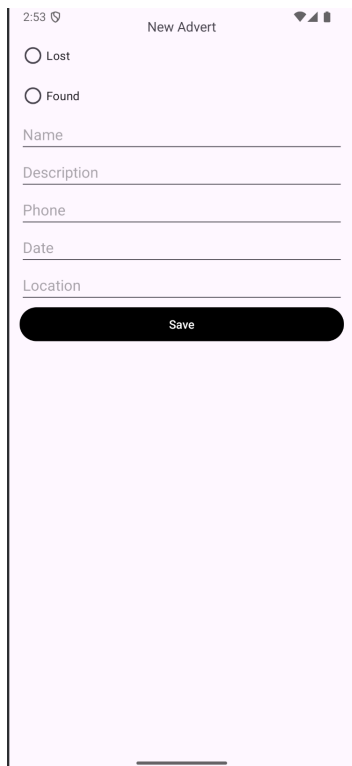 2:53
New Advert
Lost
Found
Name
Description
Phone
Date
Location
Save